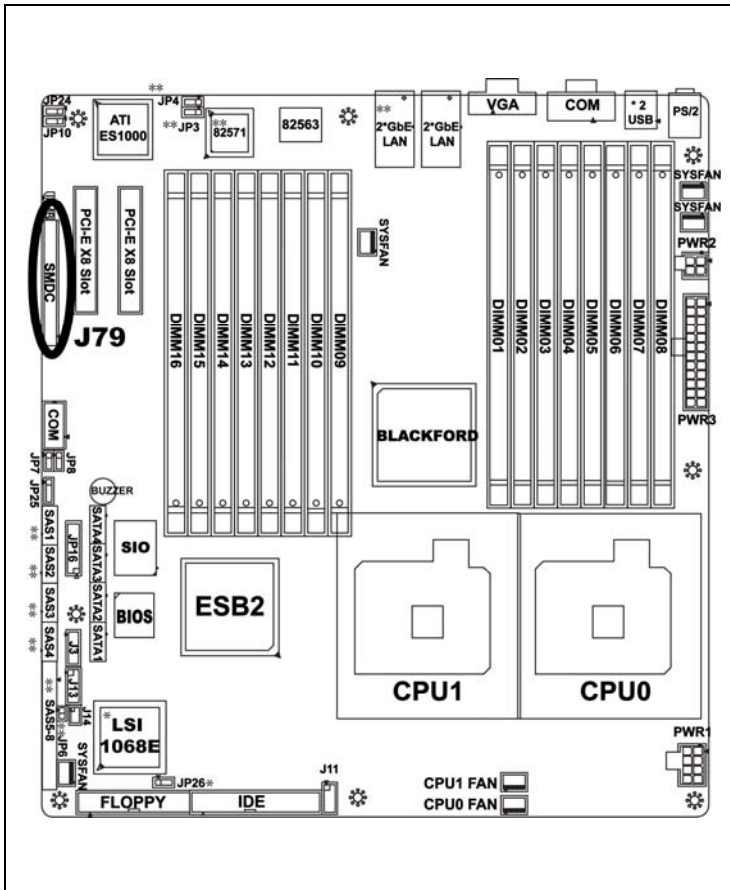 **
JP24
JP10
ATI
ES1000
JP4
** JP3
**
82571
82563
**
2*GbE
LAN
2*GbE
LAN
VGA
COM
* 2
USB
PS/2
SYSFAN
SYSFAN
SYSFAN
PWR2
PWR3
SMDC
PCI-E X8 Slot
PCI-E X8 Slot
J79
DIMM16
DIMM15
DIMM14
DIMM13
DIMM12
DIMM11
DIMM10
DIMM09
DIMM01
DIMM02
DIMM03
DIMM04
DIMM05
DIMM06
DIMM07
DIMM08
BLACKFORD
COM
JP7
JP8
JP25
BUZZER
SAS1
**
SAS2
**
SAS3
**
SAS4
**
JP16
SATA4
SATA3
SATA2
SATA1
SIO
BIOS
ESB2
CPU1
CPU0
J3
J13
J14
**
SAS5-8
**
JP6
SYSFAN
*
LSI
1068E
JP26*
J11
FLOPPY
IDE
CPU1 FAN
CPU0 FAN
PWR1